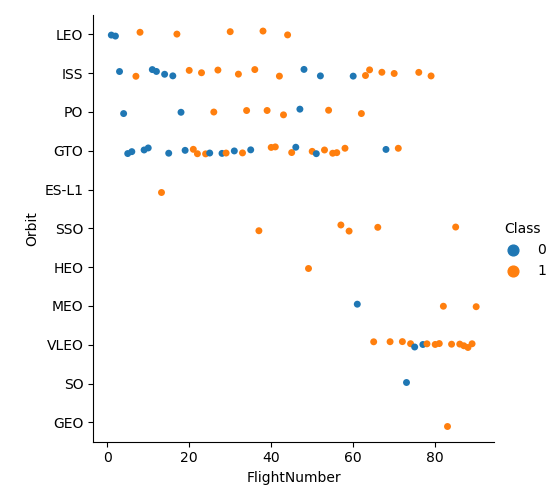 LEO
ISS
PO
GTO
ES-L1
SSO
HEO
MEO
VLEO
SO
GEO
Orbit
0
20
40
60
80
FlightNumber
Class
0
1